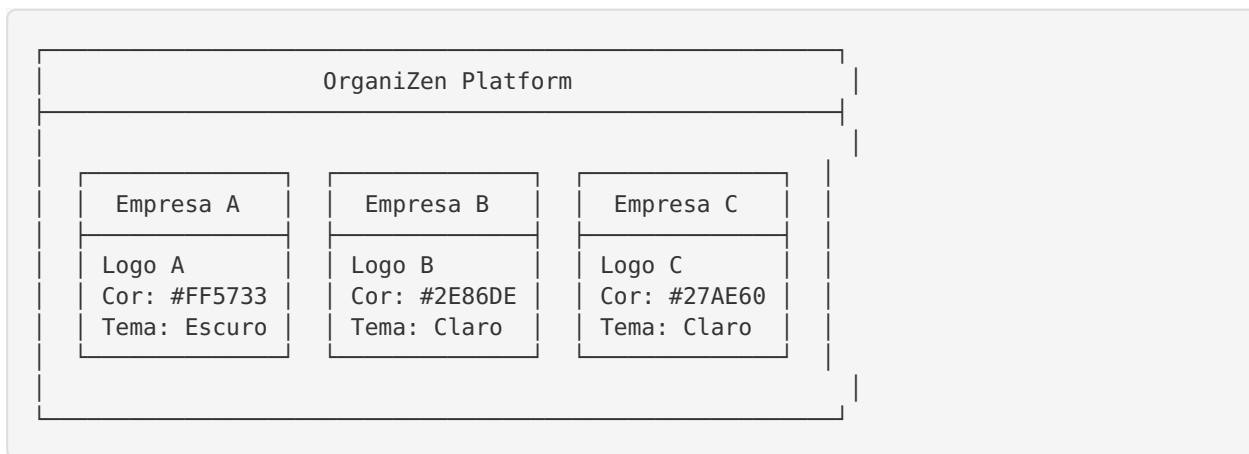 OrganiZen Platform
Empresa A Empresa B Empresa C
Logo A Logo B Logo C
Cor: #FF5733 Cor: #2E86DE Cor: #27AE60
Tema: Escuro Tema: Claro Tema: Claro